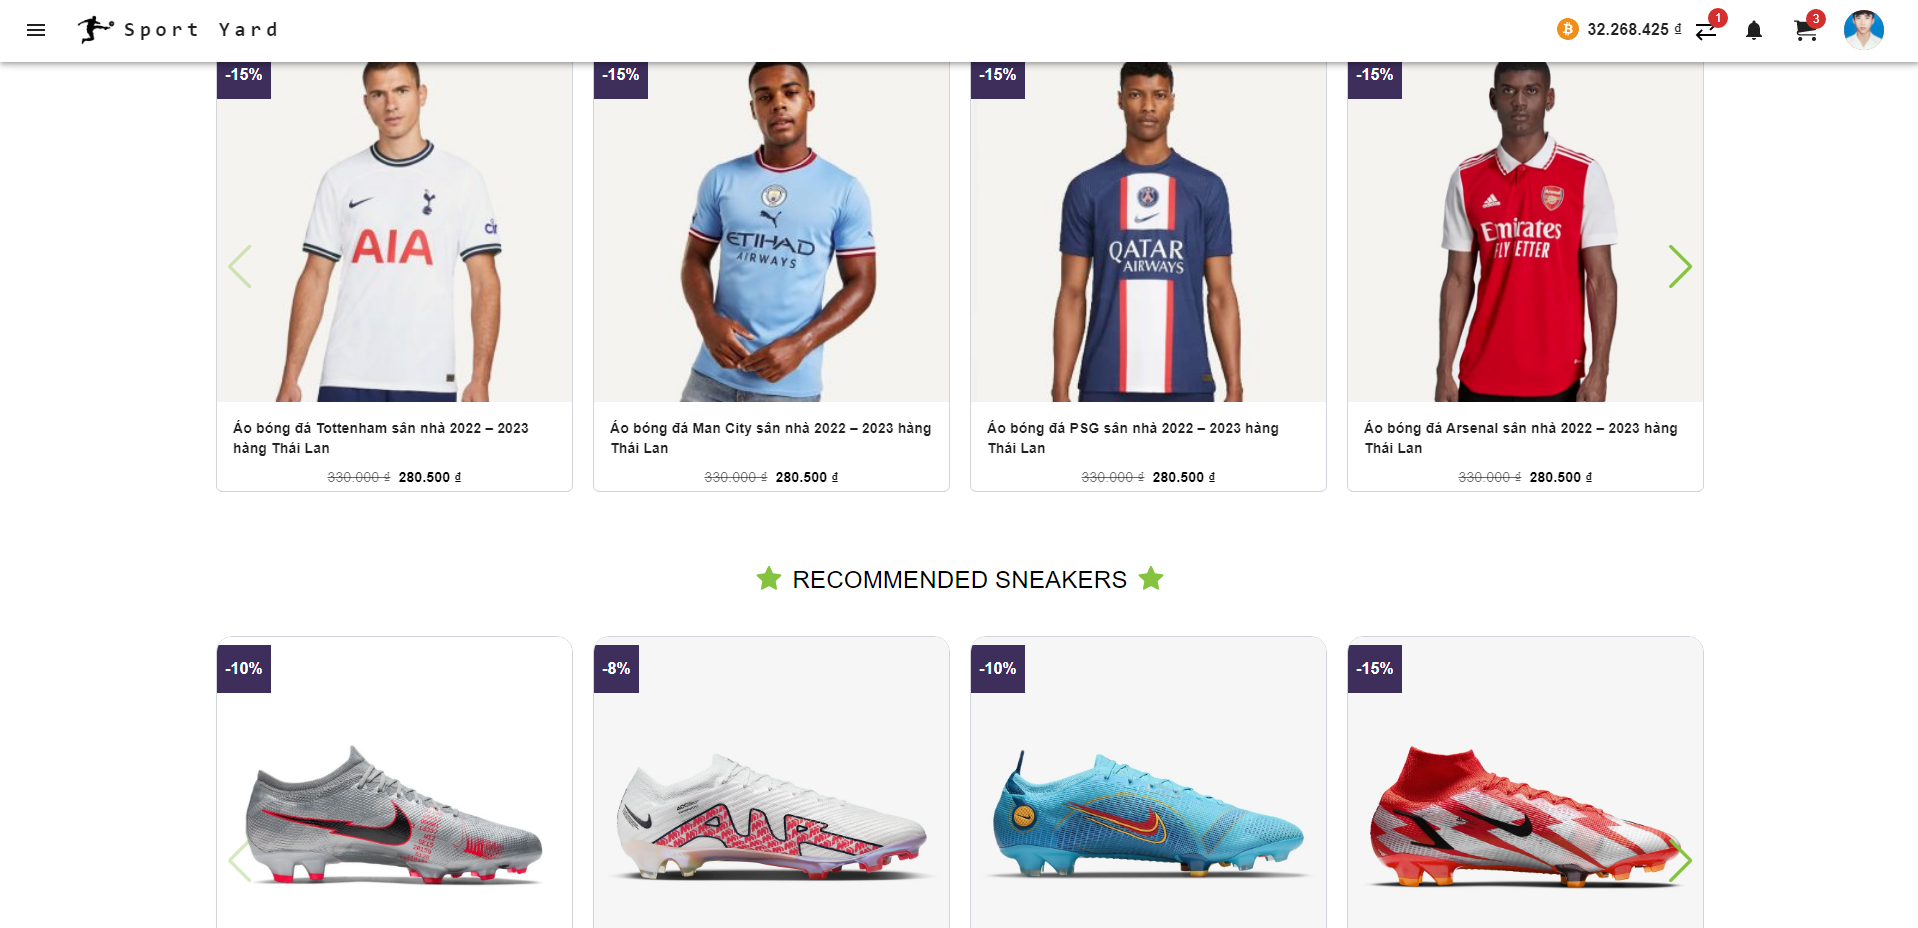 Sport Yard
32.268.425 ₫
1
3
-15%
-15%
-15%
-15%
AIA
ETIHAD
AIRWAYS
QATAR
AIRWAYS
Emirates
FLY BETTER
Áo bóng đá Tottenham sân nhà 2022 – 2023
hàng Thái Lan
330.000 ₫ 280.500 ₫
Áo bóng đá Man City sân nhà 2022 – 2023 hàng
Thái Lan
330.000 ₫ 280.500 ₫
Áo bóng đá PSG sân nhà 2022 – 2023 hàng
Thái Lan
330.000 ₫ 280.500 ₫
Áo bóng đá Arsenal sân nhà 2022 – 2023 hàng
Thái Lan
330.000 ₫ 280.500 ₫
RECOMMENDED SNEAKERS
-10%
-8%
-10%
-15%